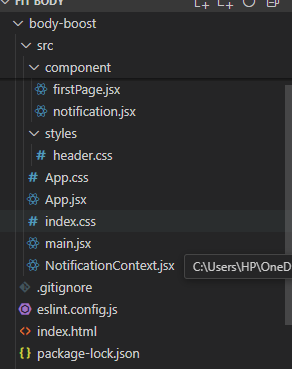 FIT BODY
body-boost
src
component
firstPage.jsx
notification.jsx
styles
# header.css
# App.css
App.jsx
# index.css
main.jsx
NotificationContext.jsx C:\Users\HP\OneD
.gitignore
eslint.config.js
<> index.html
{} package-lock.json